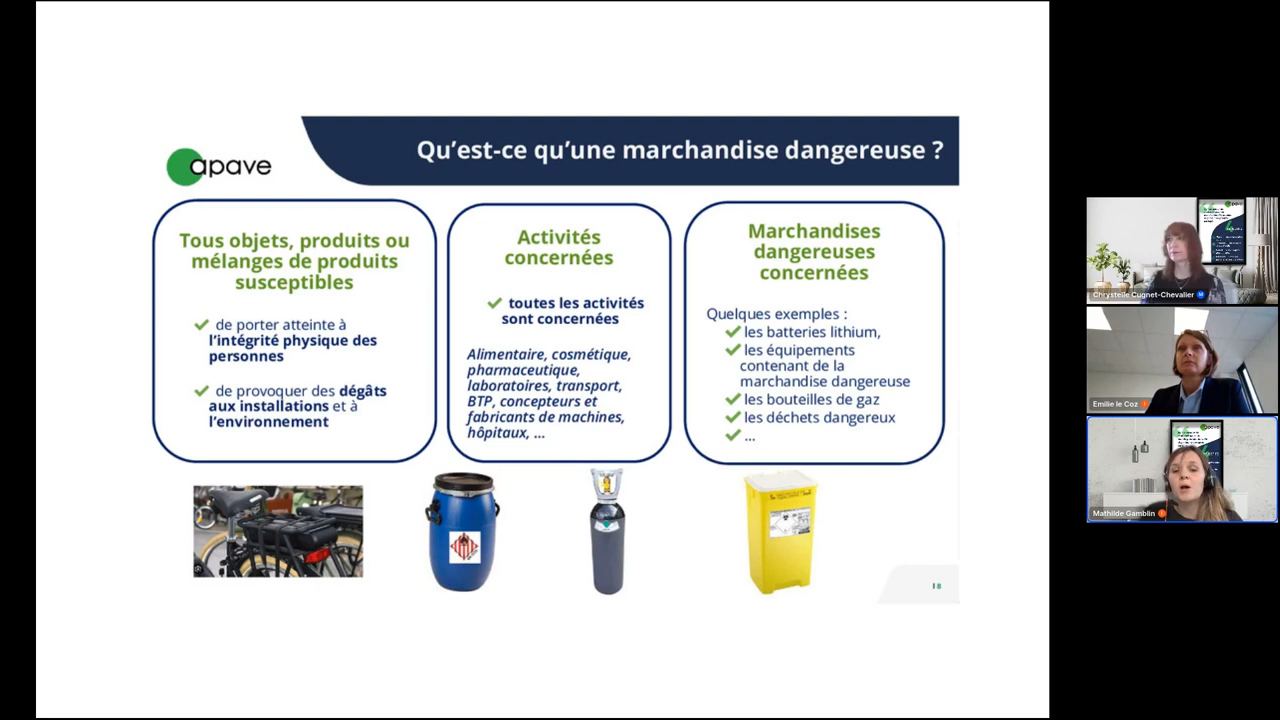 apave
Qu'est-ce qu'une marchandise dangereuse ?
Tous objets, produits ou
mélanges de produits
susceptibles
de porter atteinte à
l'intégrité physique des
personnes
de provoquer des dégâts
aux installations et à
l'environnement
Activités
concernées
toutes les activités
sont concernées
Alimentaire, cosmétique,
pharmaceutique,
laboratoires, transport,
BTP, concepteurs et
fabricants de machines,
hôpitaux, ...
Marchandises
dangereuses
concernées
Quelques exemples :
les batteries lithium,
les équipements
contenant de la
marchandise dangereuse
les bouteilles de gaz
les déchets dangereux
...
8
Chrystelle Cugnet-Chevalier
Emilie le Coz
Mathilde Gamblin